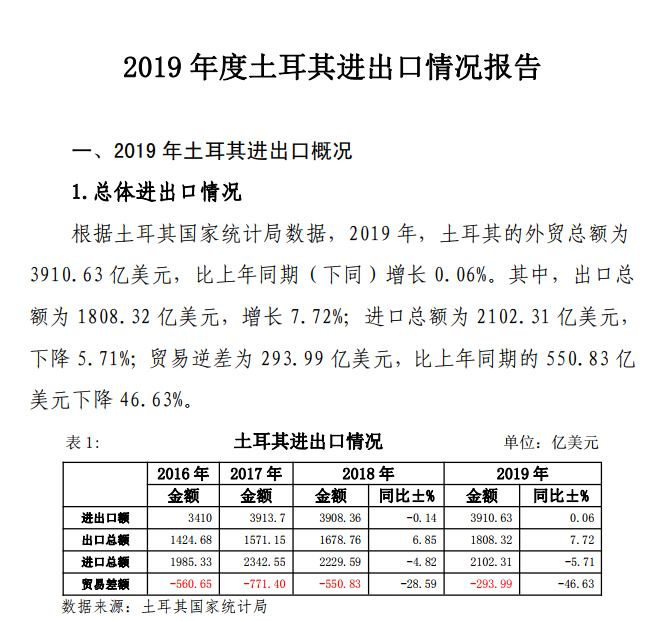 2019 年度土耳其进出口情况报告
一、2019 年土耳其进出口概况
1.总体进出口情况
根据土耳其国家统计局数据，2019 年，土耳其的外贸总额为
3910.63 亿美元，比上年同期（下同）增长 0.06%。其中，出口总
额为 1808.32 亿美元，增长 7.72%；进口总额为 2102.31 亿美元，
下降 5.71%；贸易逆差为 293.99 亿美元，比上年同期的 550.83 亿
美元下降 46.63%。
表 1： 土耳其进出口情况 单位：亿美元
2016 年 2017 年 2018 年 2019 年
金额 金额 金额 同比±% 金额 同比±%
进出口额 3410 3913.7 3908.36 -0.14 3910.63 0.06
出口总额 1424.68 1571.15 1678.76 6.85 1808.32 7.72
进口总额 1985.33 2342.55 2229.59 -4.82 2102.31 -5.71
贸易差额 -560.65 -771.40 -550.83 -28.59 -293.99 -46.63
数据来源：土耳其国家统计局